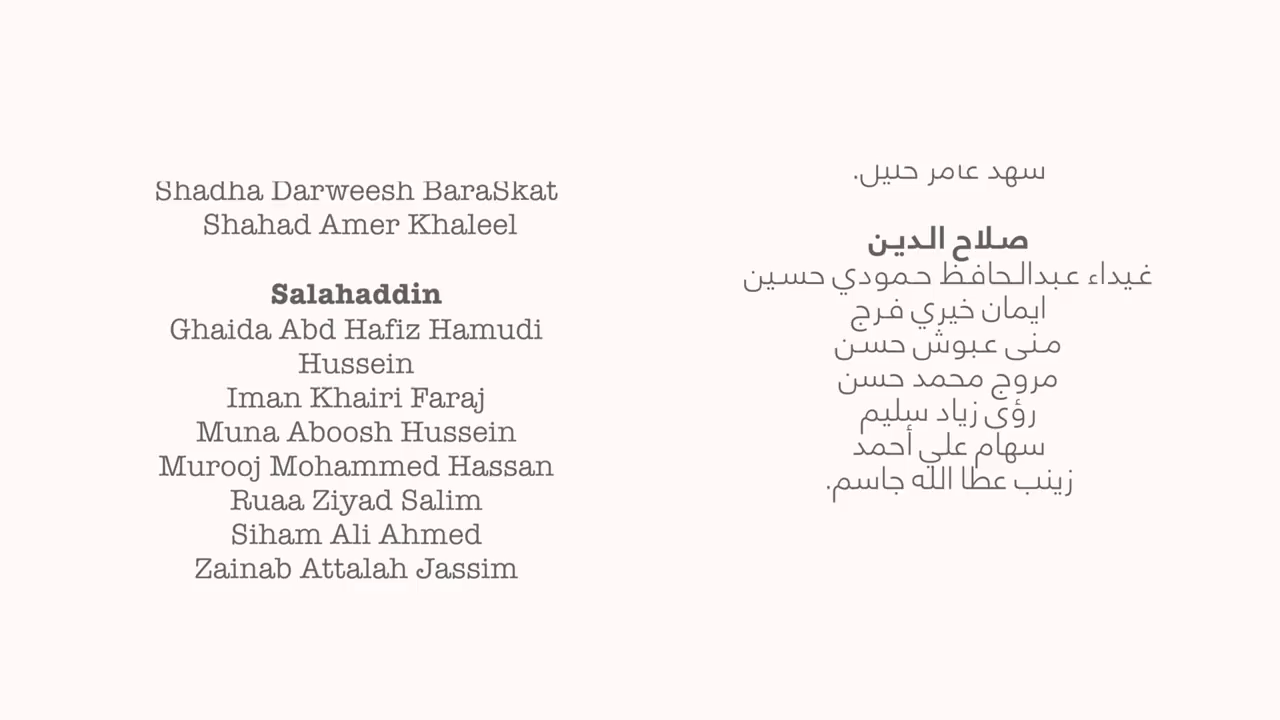 Shadha Darweesh BaraSkat
Shahad Amer Khaleel
Salahaddin
Ghaida Abd Hafiz Hamudi
Hussein
Iman Khairi Faraj
Muna Aboosh Hussein
Murooj Mohammed Hassan
Ruaa Ziyad Salim
Siham Ali Ahmed
Zainab Attalah Jassim
عامر
صلاح الدين
غيداء عبدالحافظ حمودي حسين
ايمان خيري فرج
منى عبوش حسن
مروج محمد حسن
رؤى زياد سليم
سهام علي أحمد
زينب عطا الله جاسم.